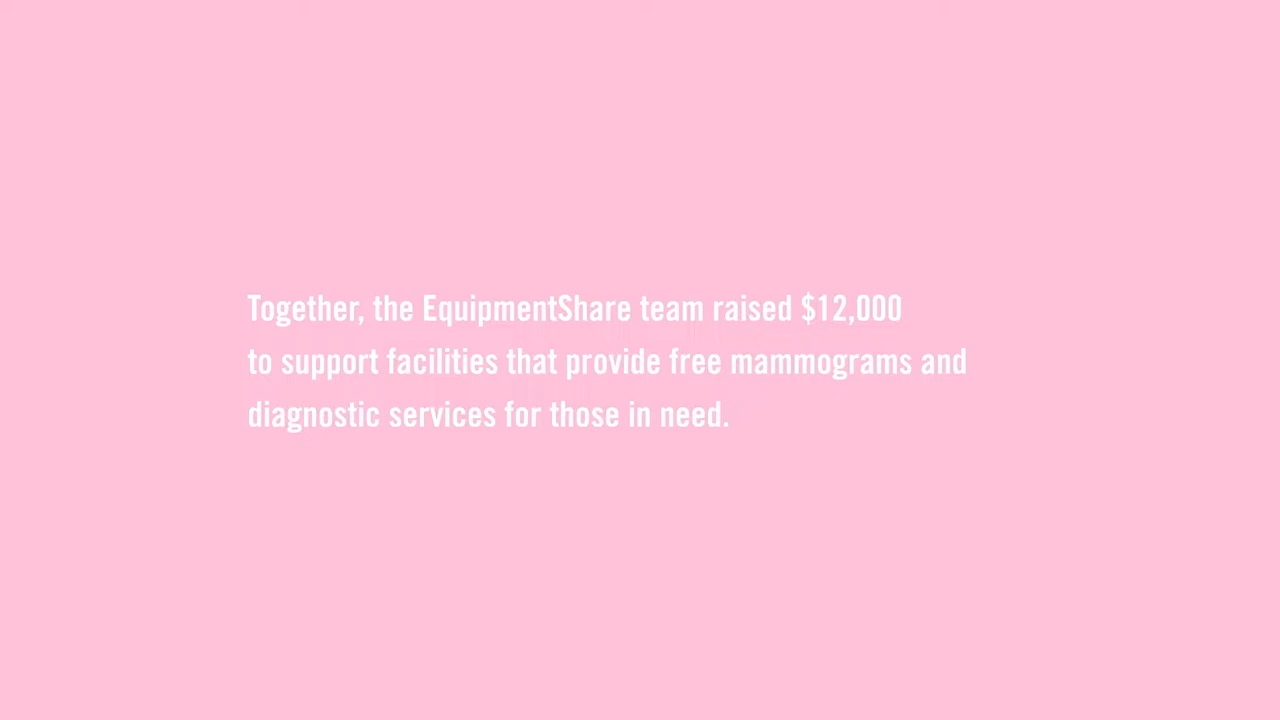 Together, the EquipmentShare team raised $12,000
to support facilities that provide free mammograms and
diagnostic services for those in need.